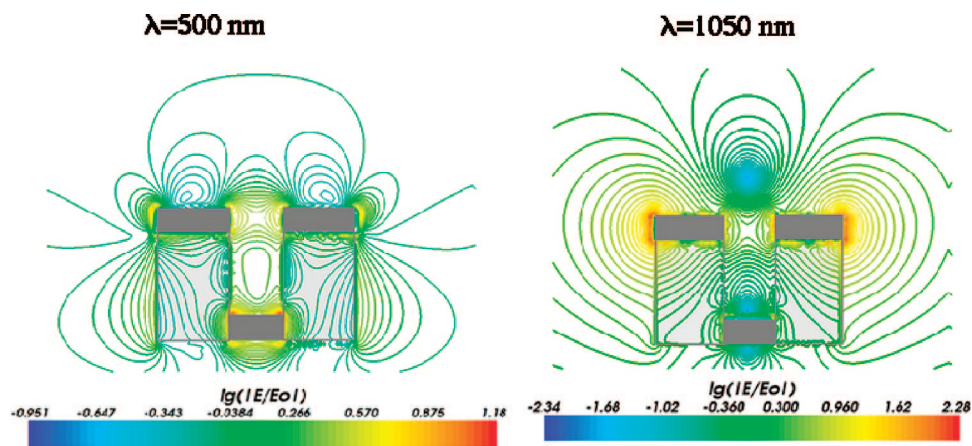 λ=500 nm
λ=1050 nm
lg(|E/Eo|)
-0.951 -0.647 -0.343 -0.0384 0.266 0.570 0.875 1.18
lg(|E/Eo|)
-2.34 -1.68 -1.02 -0.360 0.300 0.960 1.62 2.28